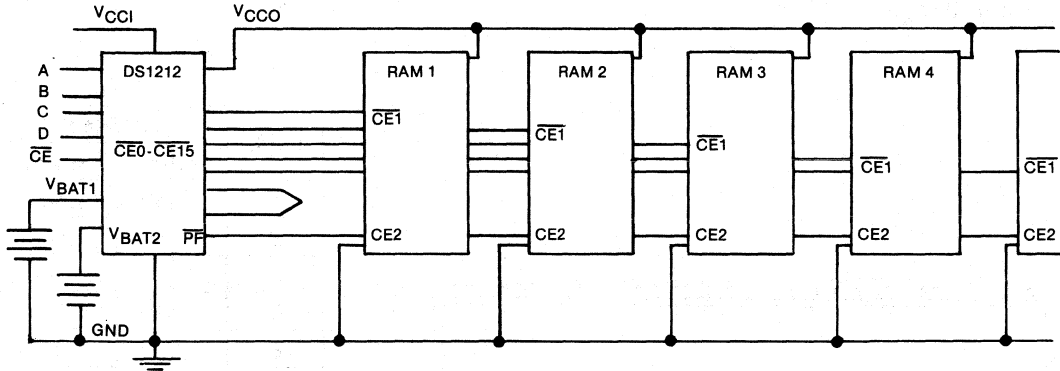 VCCI
VCCO
DS1212
RAM 1
RAM 2
RAM 3
RAM 4
A
B
C
D
CE
CE0-CE15
CE1
CE1
CE1
CE1
CE1
VBAT1
VBAT2
PF
CE2
CE2
CE2
CE2
CE2
GND